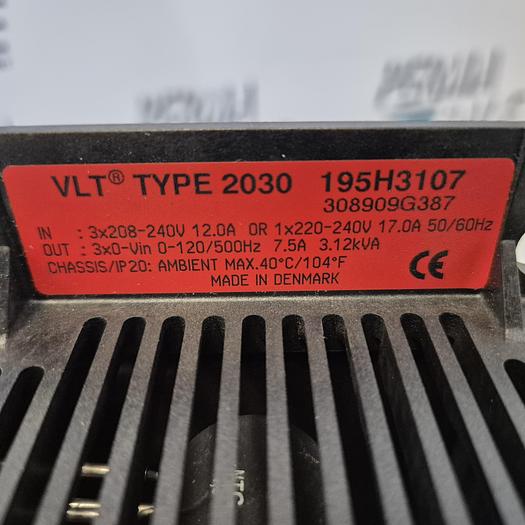 VLT® TYPE 2030 195H3107
308909G387
IN : 3x208-240V 12.0A OR 1x220-240V 17.0A 50/60Hz
OUT : 3x0-Vin 0-120/500Hz 7.5A 3.12kVA
CHASSIS/IP20: AMBIENT MAX.40°C/104°F
MADE IN DENMARK
CE
NTC